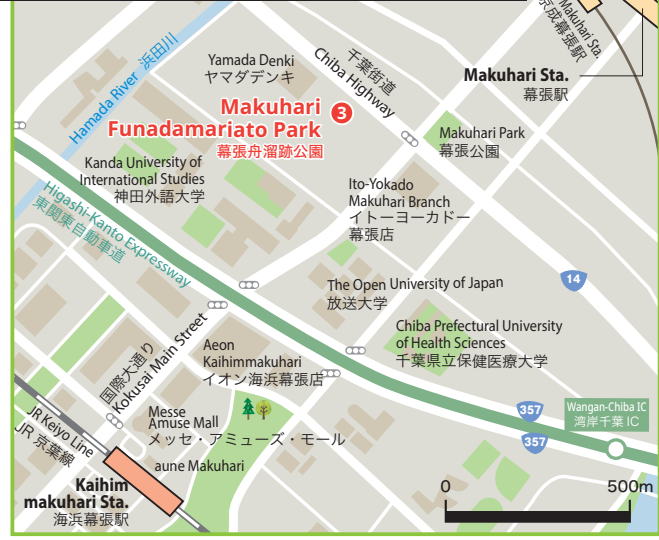 Makuhari Sta.
京成幕張駅
Makuhari Sta.
幕張駅
Yamada Denki
ヤマダデンキ
千葉街道
Chiba Highway
Hamada River 浜田川
Makuhari
Funadamariato Park
3
幕張舟溜跡公園
Makuhari Park
幕張公園
Kanda University of
International Studies
神田外語大学
Ito-Yokado
Makuhari Branch
イトーヨーカドー
幕張店
Higashi-Kanto Expressway
東関東自動車道
14
The Open University of Japan
放送大学
Chiba Prefectural University
of Health Sciences
千葉県立保健医療大学
国際大通り
Kokusai Main Street
Aeon
Kaihimmakuhari
イオン海浜幕張店
357
Wangan-Chiba IC
湾岸千葉 IC
357
Messe
Amuse Mall
メッセ・アミューズ・モール
JR Keiyo Line
JR 京葉線
aune Makuhari
Kaihim
makuhari Sta.
海浜幕張駅
0
500m